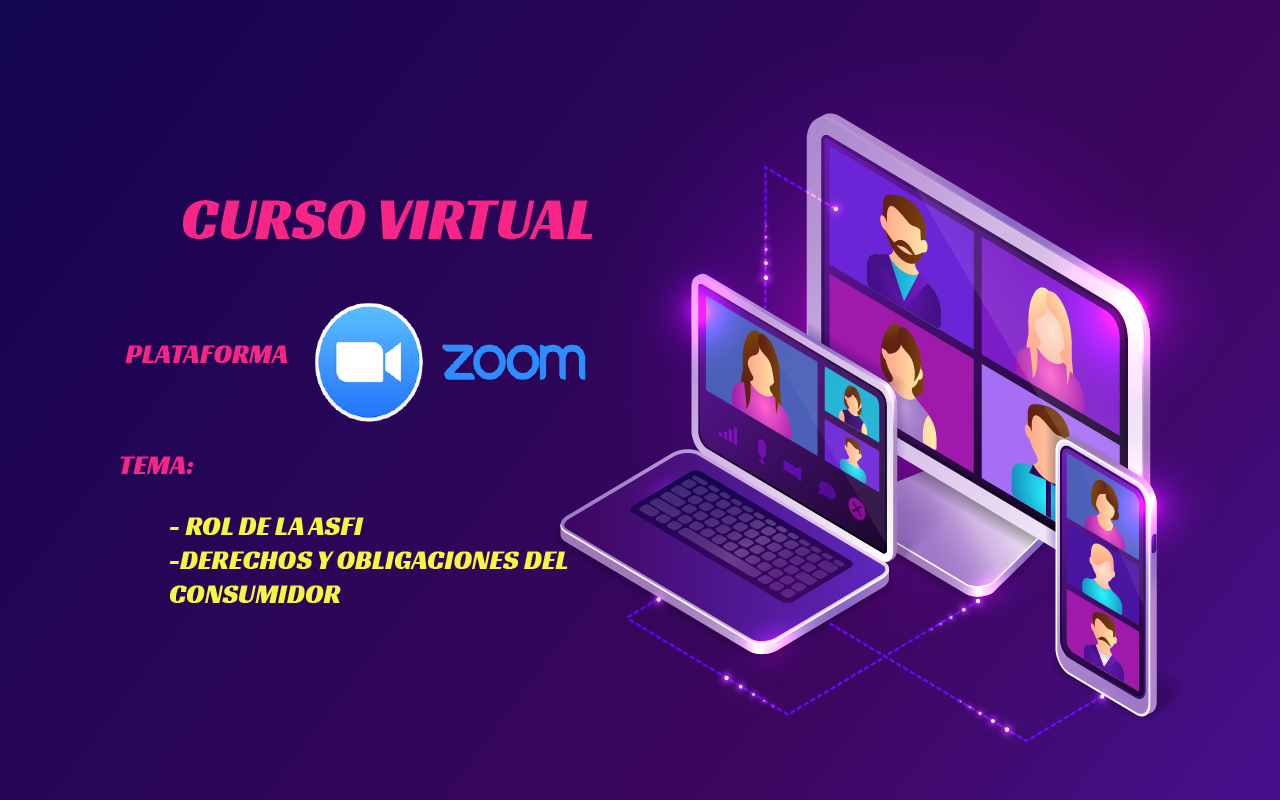 CURSO VIRTUAL
PLATAFORMA
zoom
TEMA:
- ROL DE LA ASFI
-DERECHOS Y OBLIGACIONES DEL
CONSUMIDOR